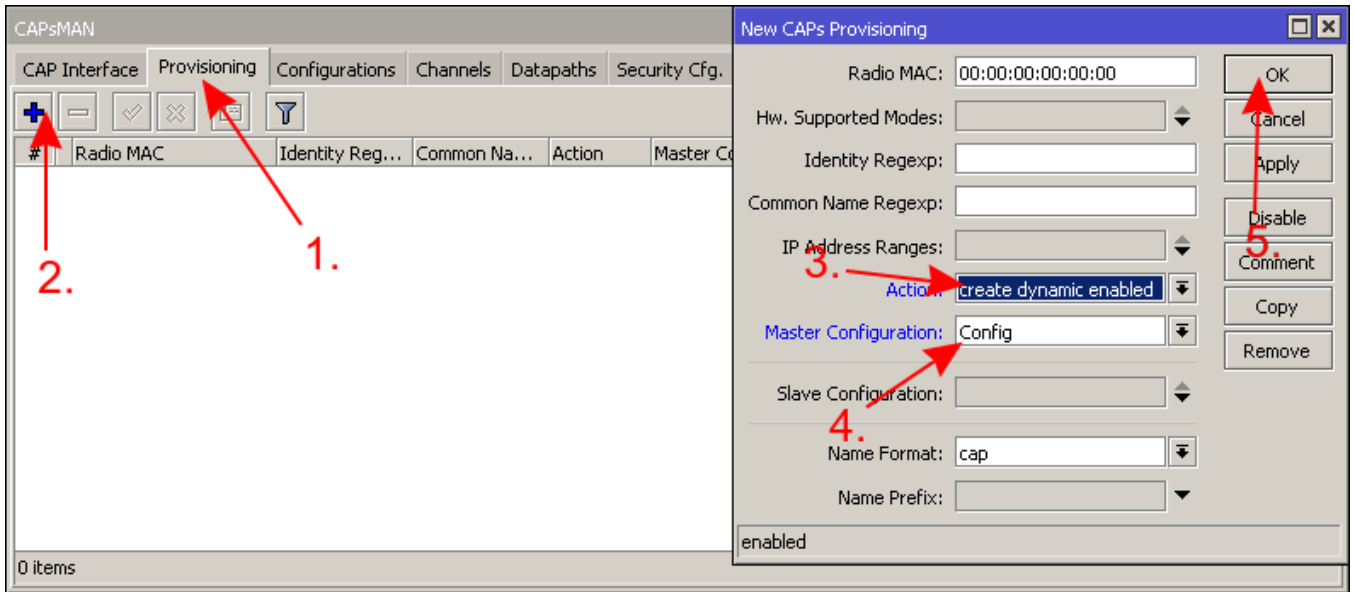 CAPsMAN
CAP Interface Provisioning Configurations Channels Datapaths Security Cfg.
# Radio MAC Identity Reg... Common Na... Action Master Co
1.
2.
0 items
New CAPs Provisioning
Radio MAC: 00:00:00:00:00:00 OK
Hw. Supported Modes: Cancel
Identity Regexp: Apply
Common Name Regexp:
Disable
IP Address Ranges:
3. 5.
Comment
Action: create dynamic enabled
Copy
Master Configuration: Config
Remove
Slave Configuration:
4.
Name Format: cap
Name Prefix:
enabled